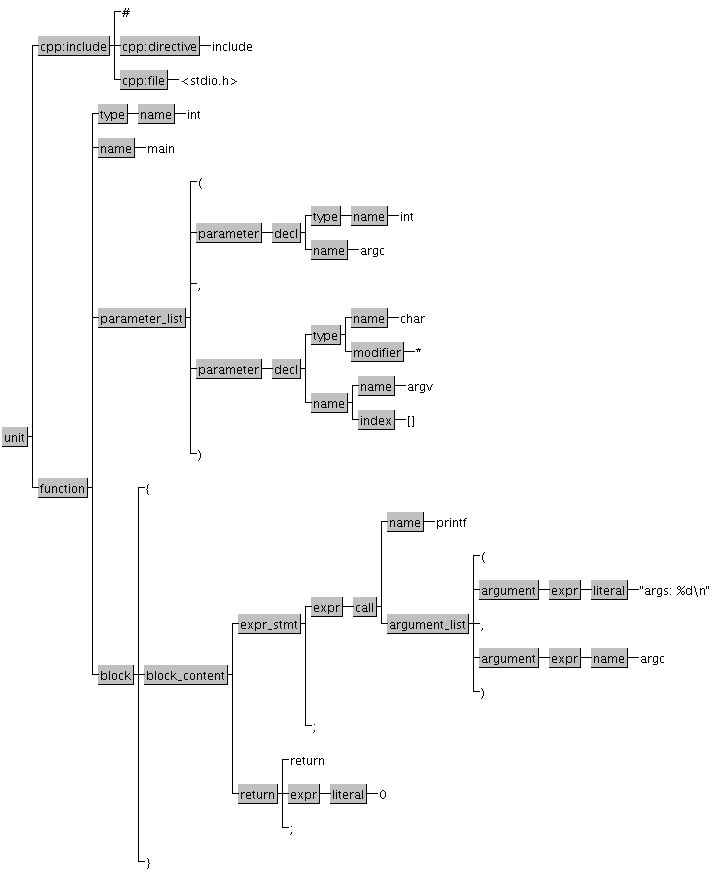 #
cpp:include cpp:directive include
cpp:file <stdio.h>
type name int
name main
(
type name int
parameter decl
name argc
,
name char
parameter_list type
modifier *
parameter decl
name argv
name
index []
unit
)
function {
name printf
(
argument expr literal "args: %d\n"
expr call
expr_stmt argument_list ,
argument expr name argc
block block_content
)
;
return
return expr literal 0
;
}